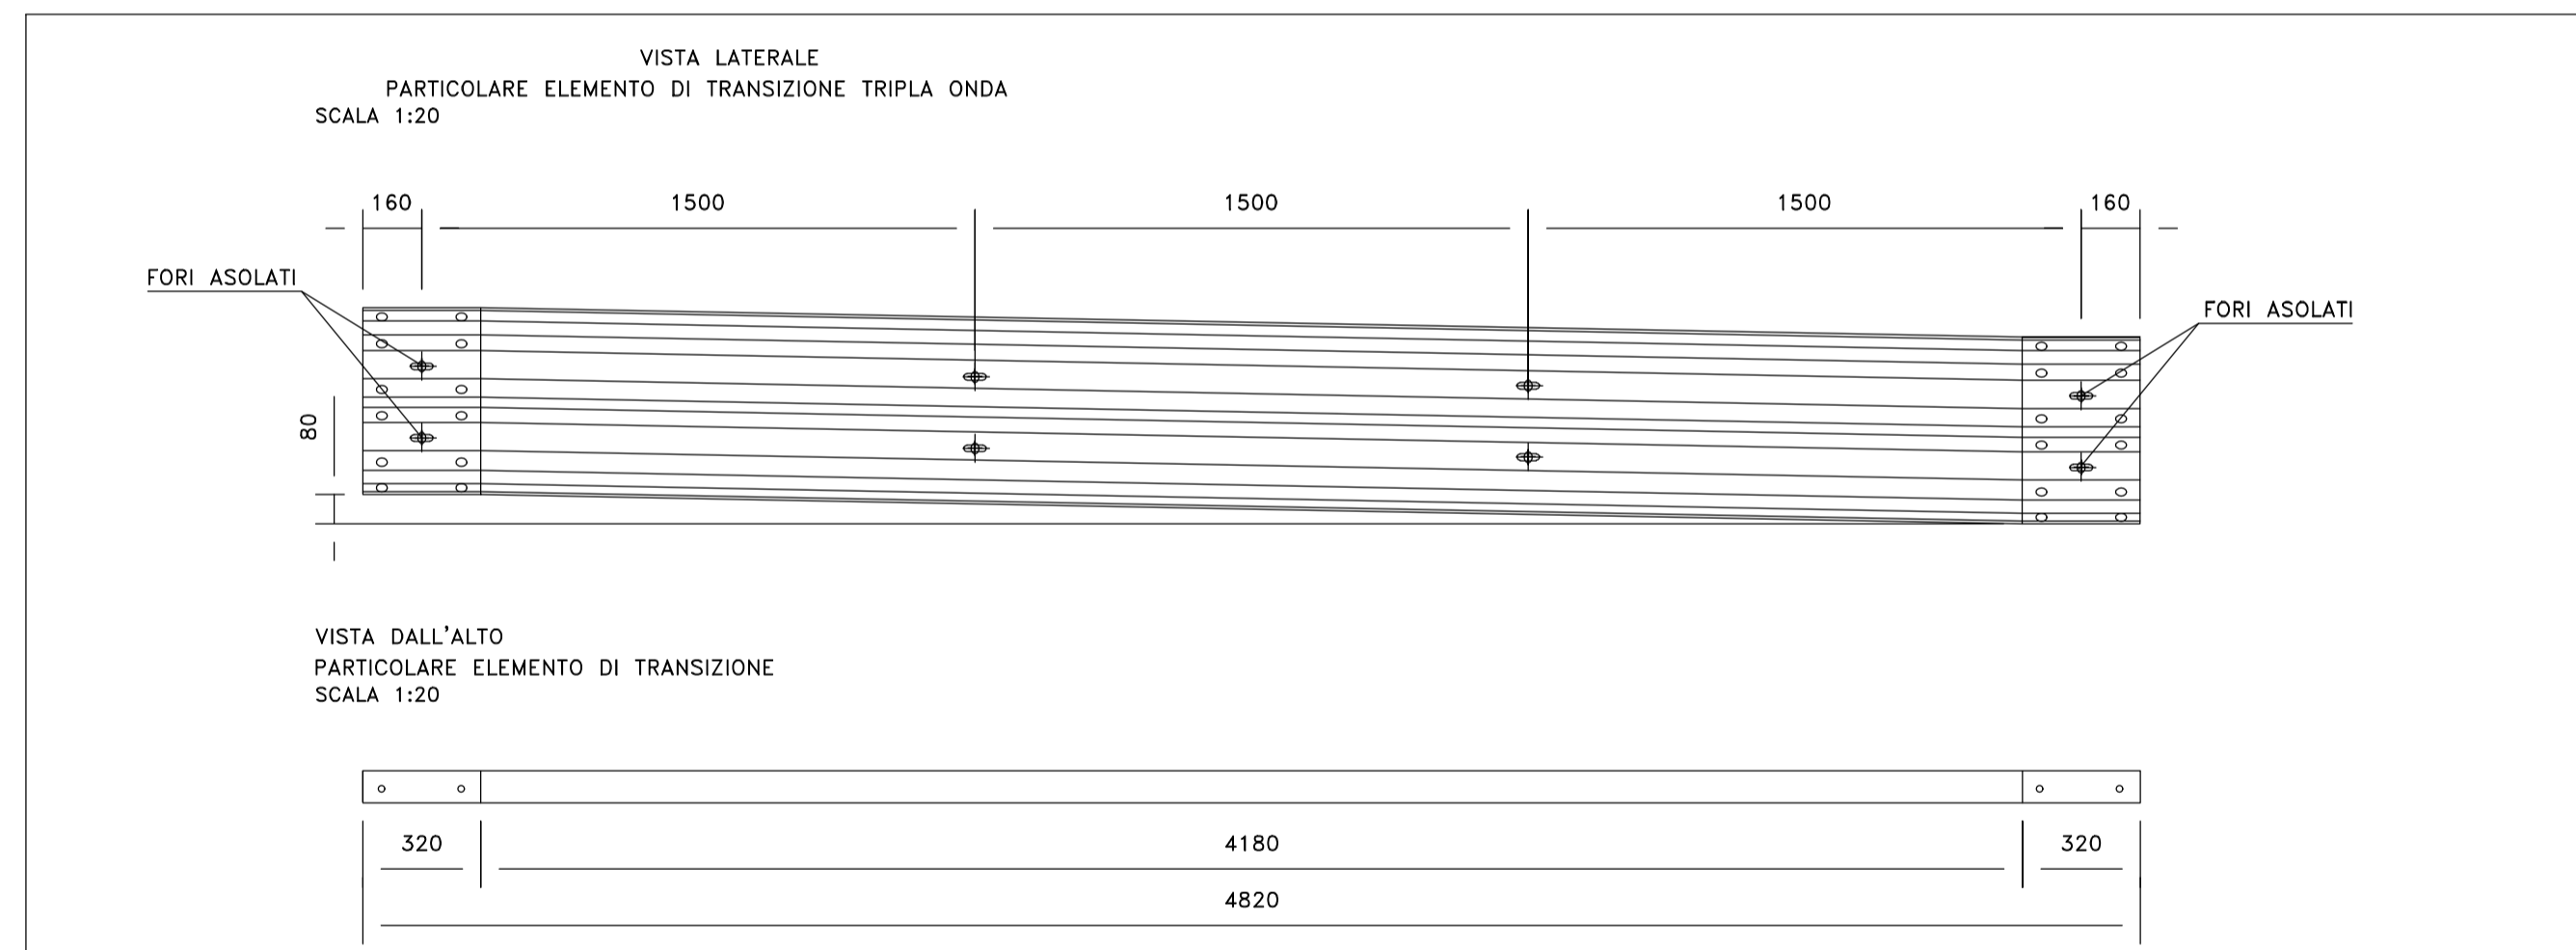 VISTA LATERALE
PARTICOLARE ELEMENTO DI TRANSIZIONE TRIPLA ONDA
SCALA 1:20
160 1500 1500 1500 160
FORI ASOLATI
FORI ASOLATI
80
VISTA DALL'ALTO
PARTICOLARE ELEMENTO DI TRANSIZIONE
SCALA 1:20
320 4180 320
4820